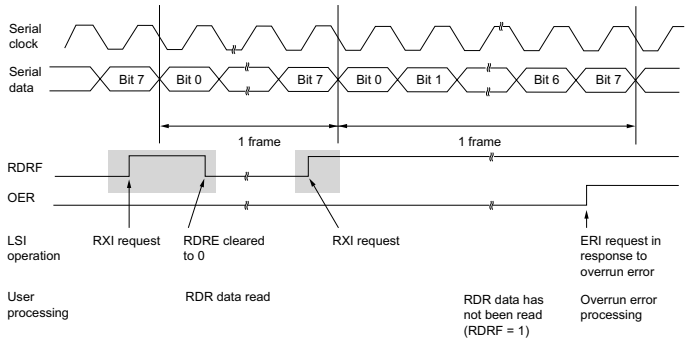 Serial
clock
Serial
data
Bit 7 Bit 0 Bit 7 Bit 0 Bit 1 Bit 6 Bit 7
1 frame 1 frame
RDRF
OER
LSI
operation
RXI request
RDRE cleared
to 0
RXI request
ERI request in
response to
overrun error
User
processing
RDR data read
RDR data has
not been read
(RDRF = 1)
Overrun error
processing